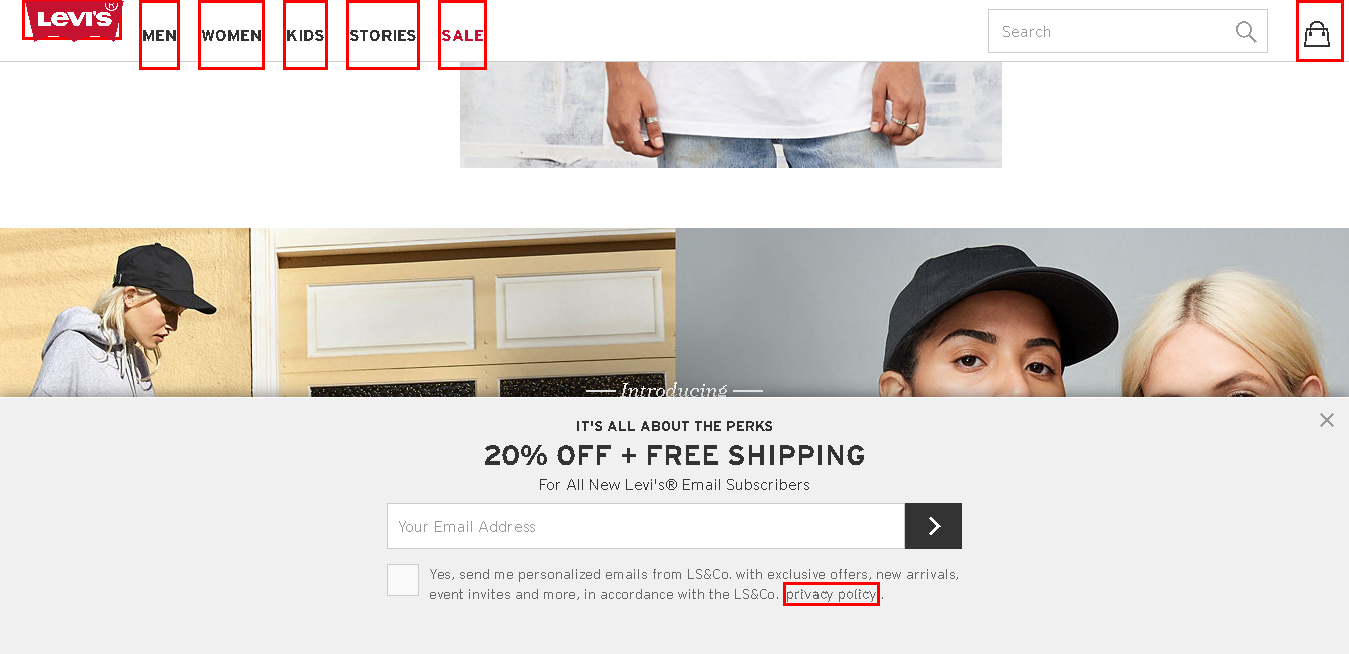 Levi's®
MEN WOMEN KIDS STORIES SALE
Search
Introducing
IT'S ALL ABOUT THE PERKS
20% OFF + FREE SHIPPING
For All New Levi's® Email Subscribers
Your Email Address
Yes, send me personalized emails from LS&Co. with exclusive offers, new arrivals,
event invites and more, in accordance with the LS&Co. privacy policy.